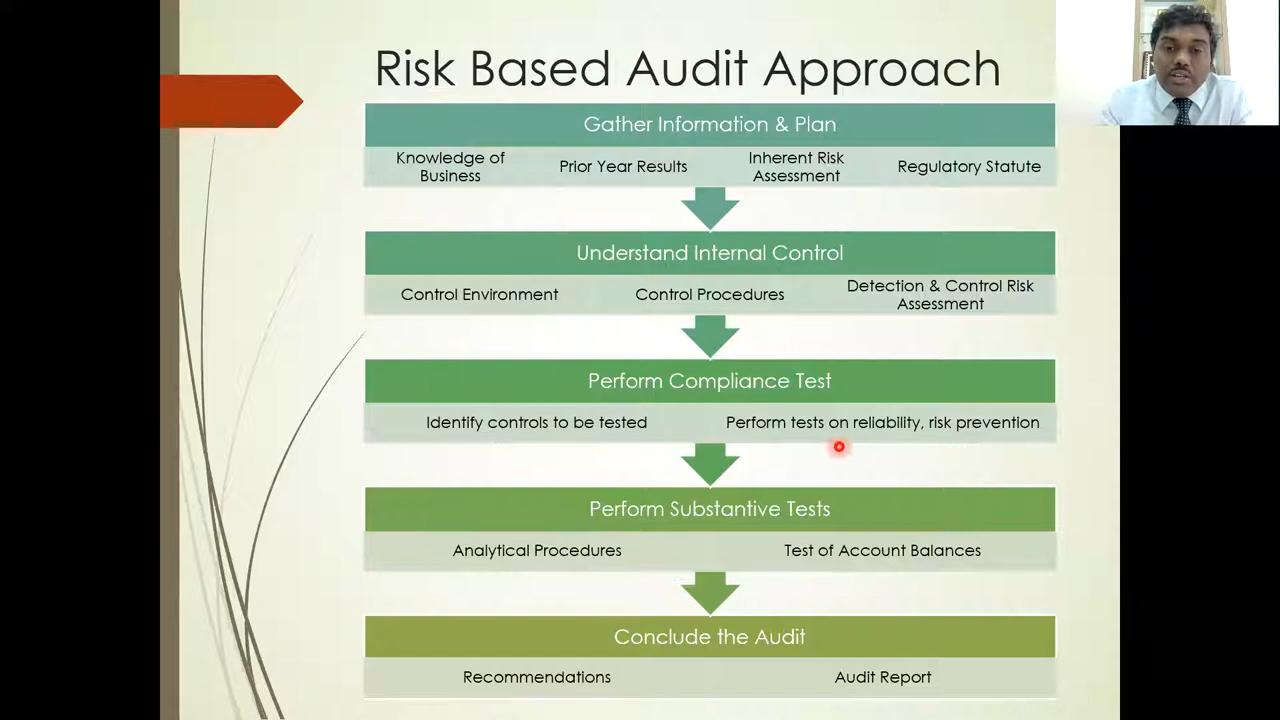 Risk Based Audit Approach
Gather Information & Plan
Knowledge of
Business
Prior Year Results
Inherent Risk
Assessment
Regulatory Statute
Understand Internal Control
Control Environment
Control Procedures
Detection & Control Risk
Assessment
Perform Compliance Test
Identify controls to be tested
Perform tests on reliability, risk prevention
Perform Substantive Tests
Analytical Procedures
Test of Account Balances
Conclude the Audit
Recommendations
Audit Report